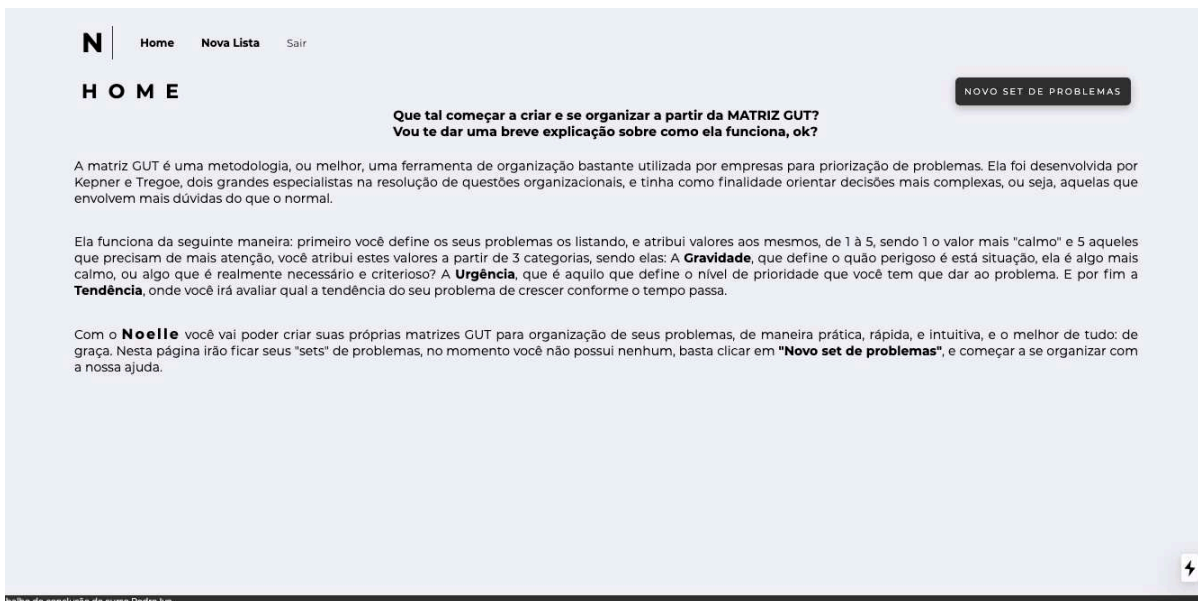 N Home Nova Lista Sair
HOME
NOVO SET DE PROBLEMAS
Que tal começar a criar e se organizar a partir da MATRIZ GUT?
Vou te dar uma breve explicação sobre como ela funciona, ok?
A matriz GUT é uma metodologia, ou melhor, uma ferramenta de organização bastante utilizada por empresas para priorização de problemas. Ela foi desenvolvida por
Kepner e Tregoe, dois grandes especialistas na resolução de questões organizacionais, e tinha como finalidade orientar decisões mais complexas, ou seja, aquelas que
envolvem mais dúvidas do que o normal.
Ela funciona da seguinte maneira: primeiro você define os seus problemas os listando, e atribui valores aos mesmos, de 1 à 5, sendo 1 o valor mais "calmo" e 5 aqueles
que precisam de mais atenção, você atribui estes valores a partir de 3 categorias, sendo elas: A Gravidade, que define o quão perigoso é está situação, ela é algo mais
calmo, ou algo que é realmente necessário e criterioso? A Urgência, que é aquilo que define o nível de prioridade que você tem que dar ao problema. E por fim a
Tendência, onde você irá avaliar qual a tendência do seu problema de crescer conforme o tempo passa.
Com o Noelle você vai poder criar suas próprias matrizes GUT para organização de seus problemas, de maneira prática, rápida, e intuitiva, e o melhor de tudo: de
graça. Nesta página irão ficar seus "sets" de problemas, no momento você não possui nenhum, basta clicar em "Novo set de problemas", e começar a se organizar com
a nossa ajuda.
de conclusão de curso Pedro Ivo